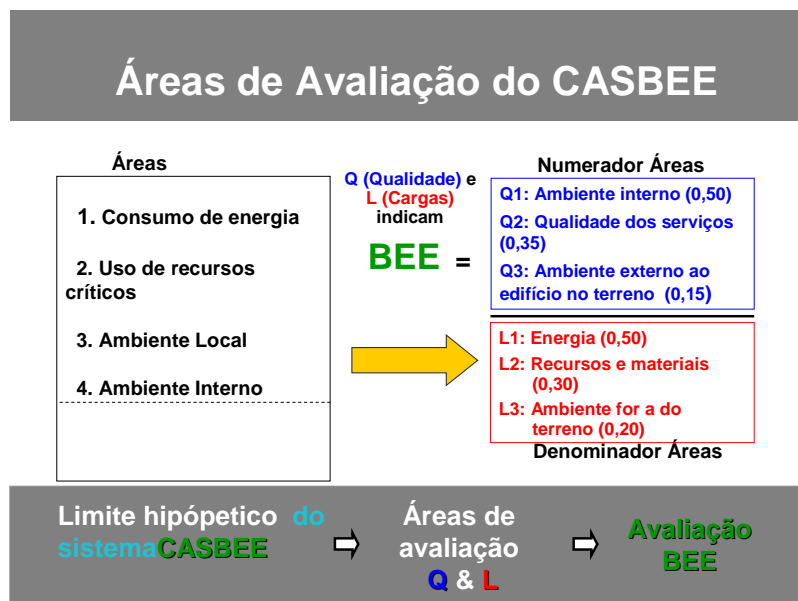 Áreas de Avaliação do CASBEE
Áreas
1. Consumo de energia
2. Uso de recursos
críticos
3. Ambiente Local
4. Ambiente Interno
Q (Qualidade) e
L (Cargas)
indicam
BEE =
Numerador Áreas
Q1: Ambiente interno (0,50)
Q2: Qualidade dos serviços
(0,35)
Q3: Ambiente externo ao
edifício no terreno (0,15)
L1: Energia (0,50)
L2: Recursos e materiais
(0,30)
L3: Ambiente for a do
terreno (0,20)
Denominador Áreas
Limite hipópetico do
sistemaCASBEE
Áreas de
avaliação
Q & L
Avaliação
BEE